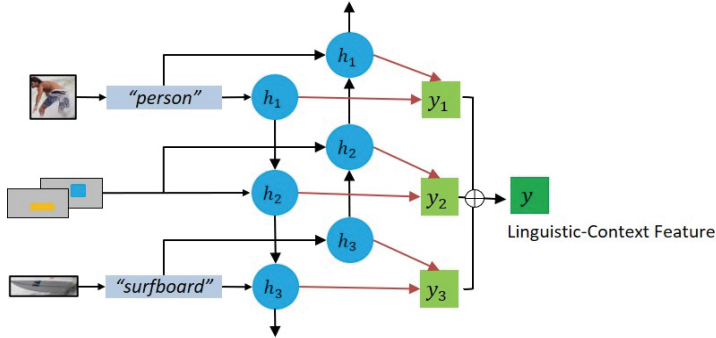 h₁
"person"
h₁
y₁
h₂
h₂
y₂
y
Linguistic-Context Feature
h₃
"surfboard"
h₃
y₃